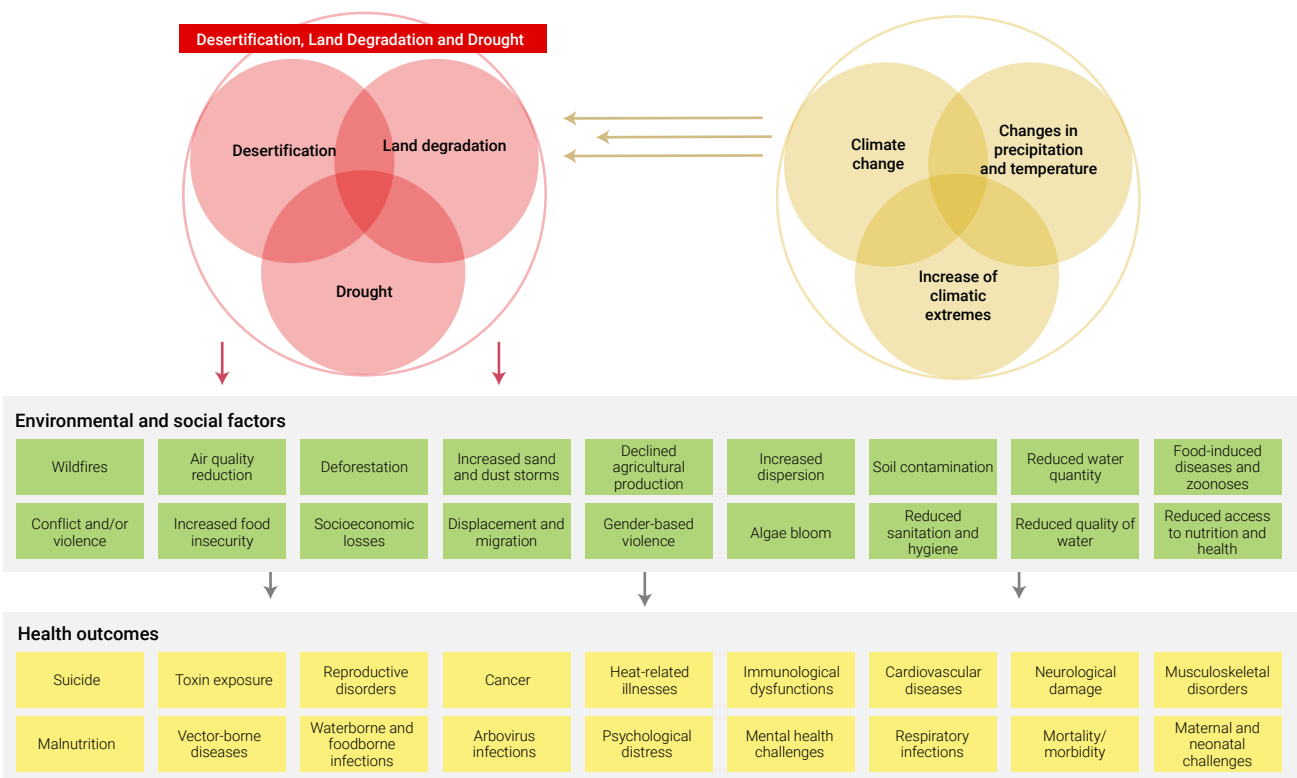 Desertification, Land Degradation and Drought
Desertification
Land degradation
Drought
Climate
change
Changes in
precipitation
and temperature
Increase of
climatic
extremes
Environmental and social factors
Wildfires
Air quality
reduction
Deforestation
Increased sand
and dust storms
Declined
agricultural
production
Increased
dispersion
Soil contamination
Reduced water
quantity
Food-induced
diseases and
zoonoses
Conflict and/or
violence
Increased food
insecurity
Socioeconomic
losses
Displacement and
migration
Gender-based
violence
Algae bloom
Reduced
sanitation and
hygiene
Reduced quality of
water
Reduced access
to nutrition and
health
Health outcomes
Suicide
Toxin exposure
Reproductive
disorders
Cancer
Heat-related
illnesses
Immunological
dysfunctions
Cardiovascular
diseases
Neurological
damage
Musculoskeletal
disorders
Malnutrition
Vector-borne
diseases
Waterborne and
foodborne
infections
Arbovirus
infections
Psychological
distress
Mental health
challenges
Respiratory
infections
Mortality/
morbidity
Maternal and
neonatal
challenges